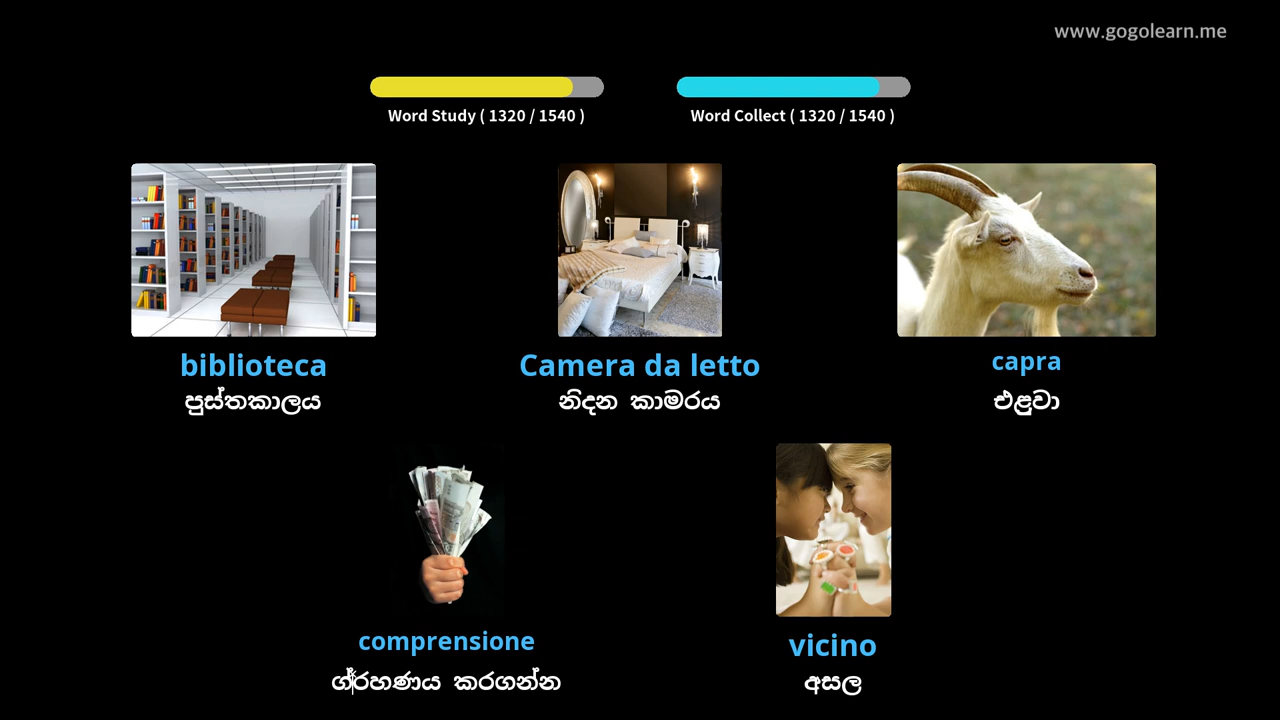 www.gogolearn.me
Word Study ( 1320 / 1540 )
Word Collect ( 1320 / 1540 )
biblioteca
පුස්තකාලය
Camera da letto
නිදන කාමරය
capra
එළුවා
comprensione
ග්රහණය කරගන්න
vicino
අසල